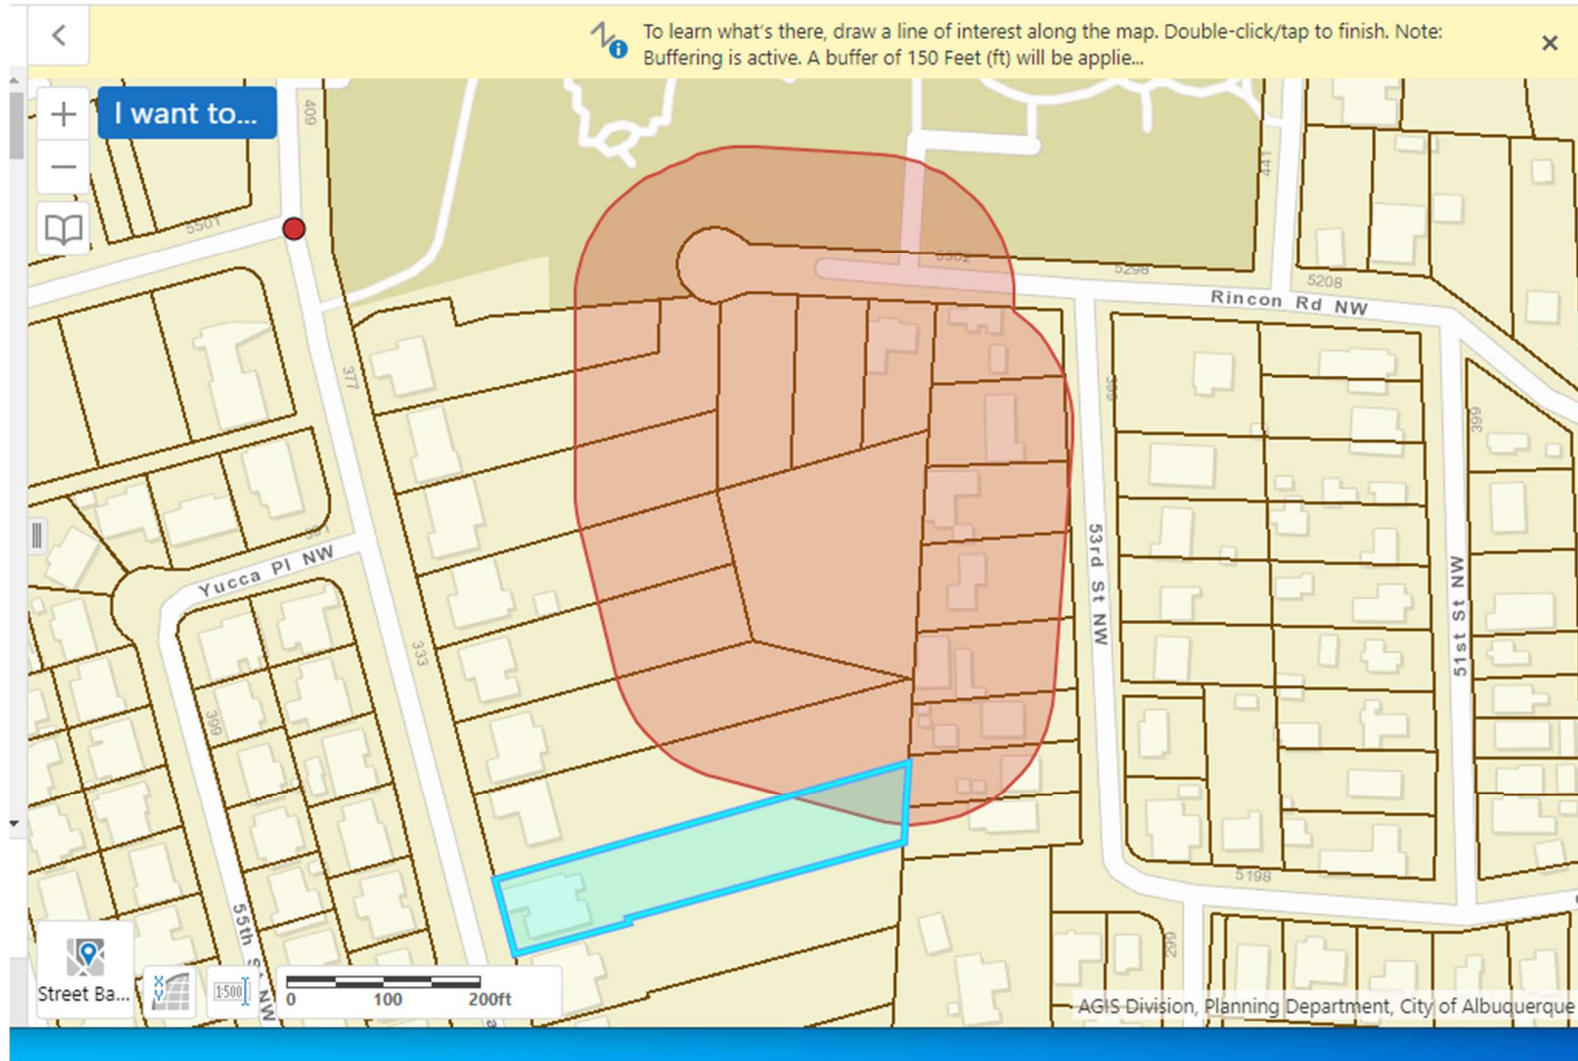 To learn what's there, draw a line of interest along the map. Double-click/tap to finish. Note:
Buffering is active. A buffer of 150 Feet (ft) will be applie...
I want to...
409
441
5501
5302
5298
5208
Rincon Rd NW
377
399
399
53rd St NW
Yucca Pl NW
51st St NW
333
399
5198
55th St NW
299
Street Ba...
X
Y
1:500
0 100 200ft
AGIS Division, Planning Department, City of Albuquerque